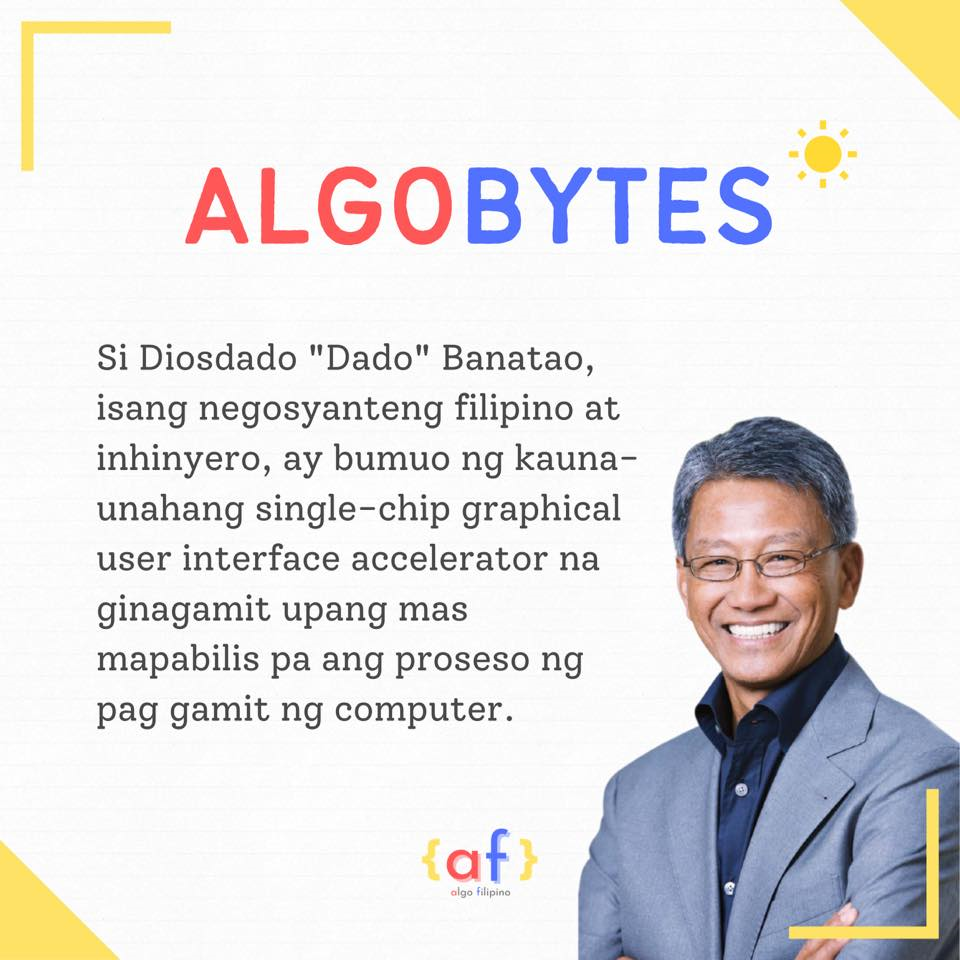 ALGOBYTES
Si Diosdado "Dado" Banatao,
isang negosyanteng filipino at
inhinyero, ay bumuo ng kauna-
unahang single-chip graphical
user interface accelerator na
ginagamit upang mas
mapabilis pa ang proseso ng
pag gamit ng computer.
{af}
algo filipino